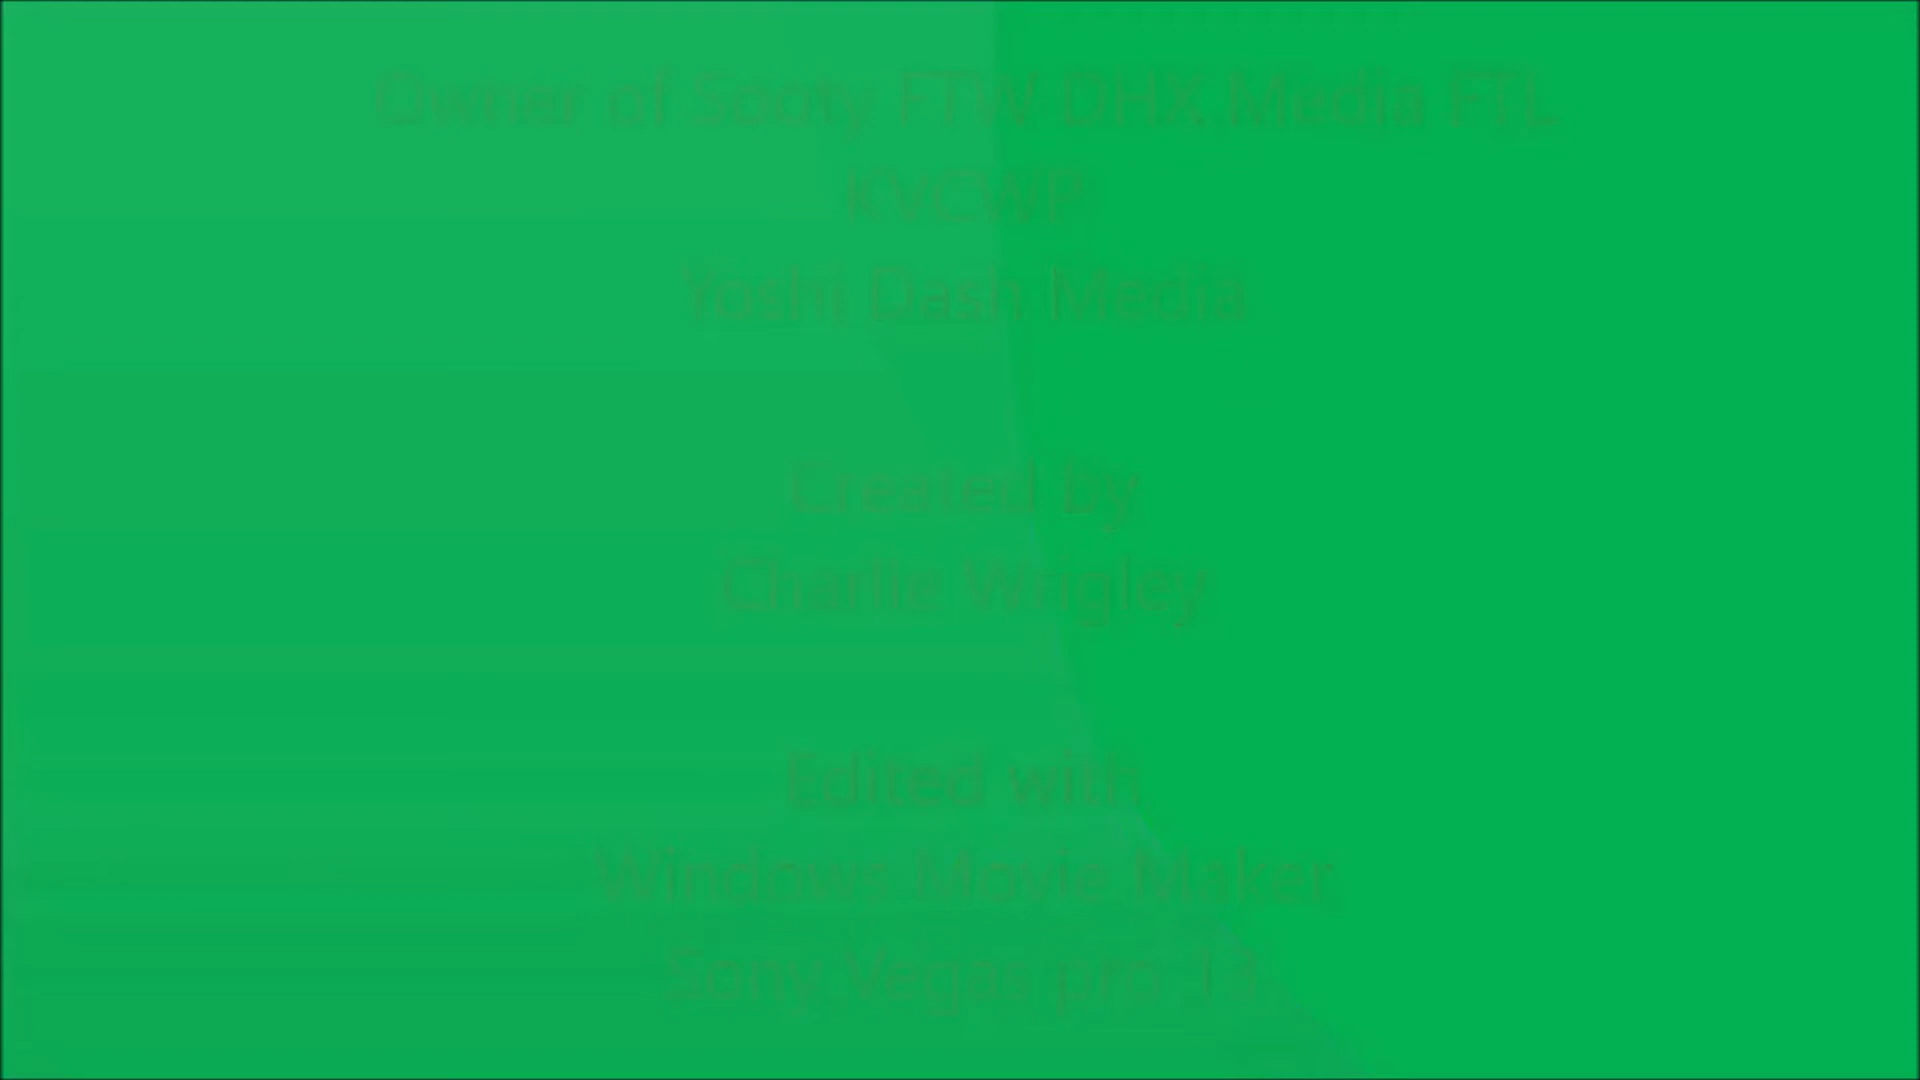 Owner of Sooty FTW DHX Media FTL
KVCWP
Yoshi Dash Media
Created by
Charlie Wrigley
Edited with
Windows Movie Maker
Sony Vegas pro 13